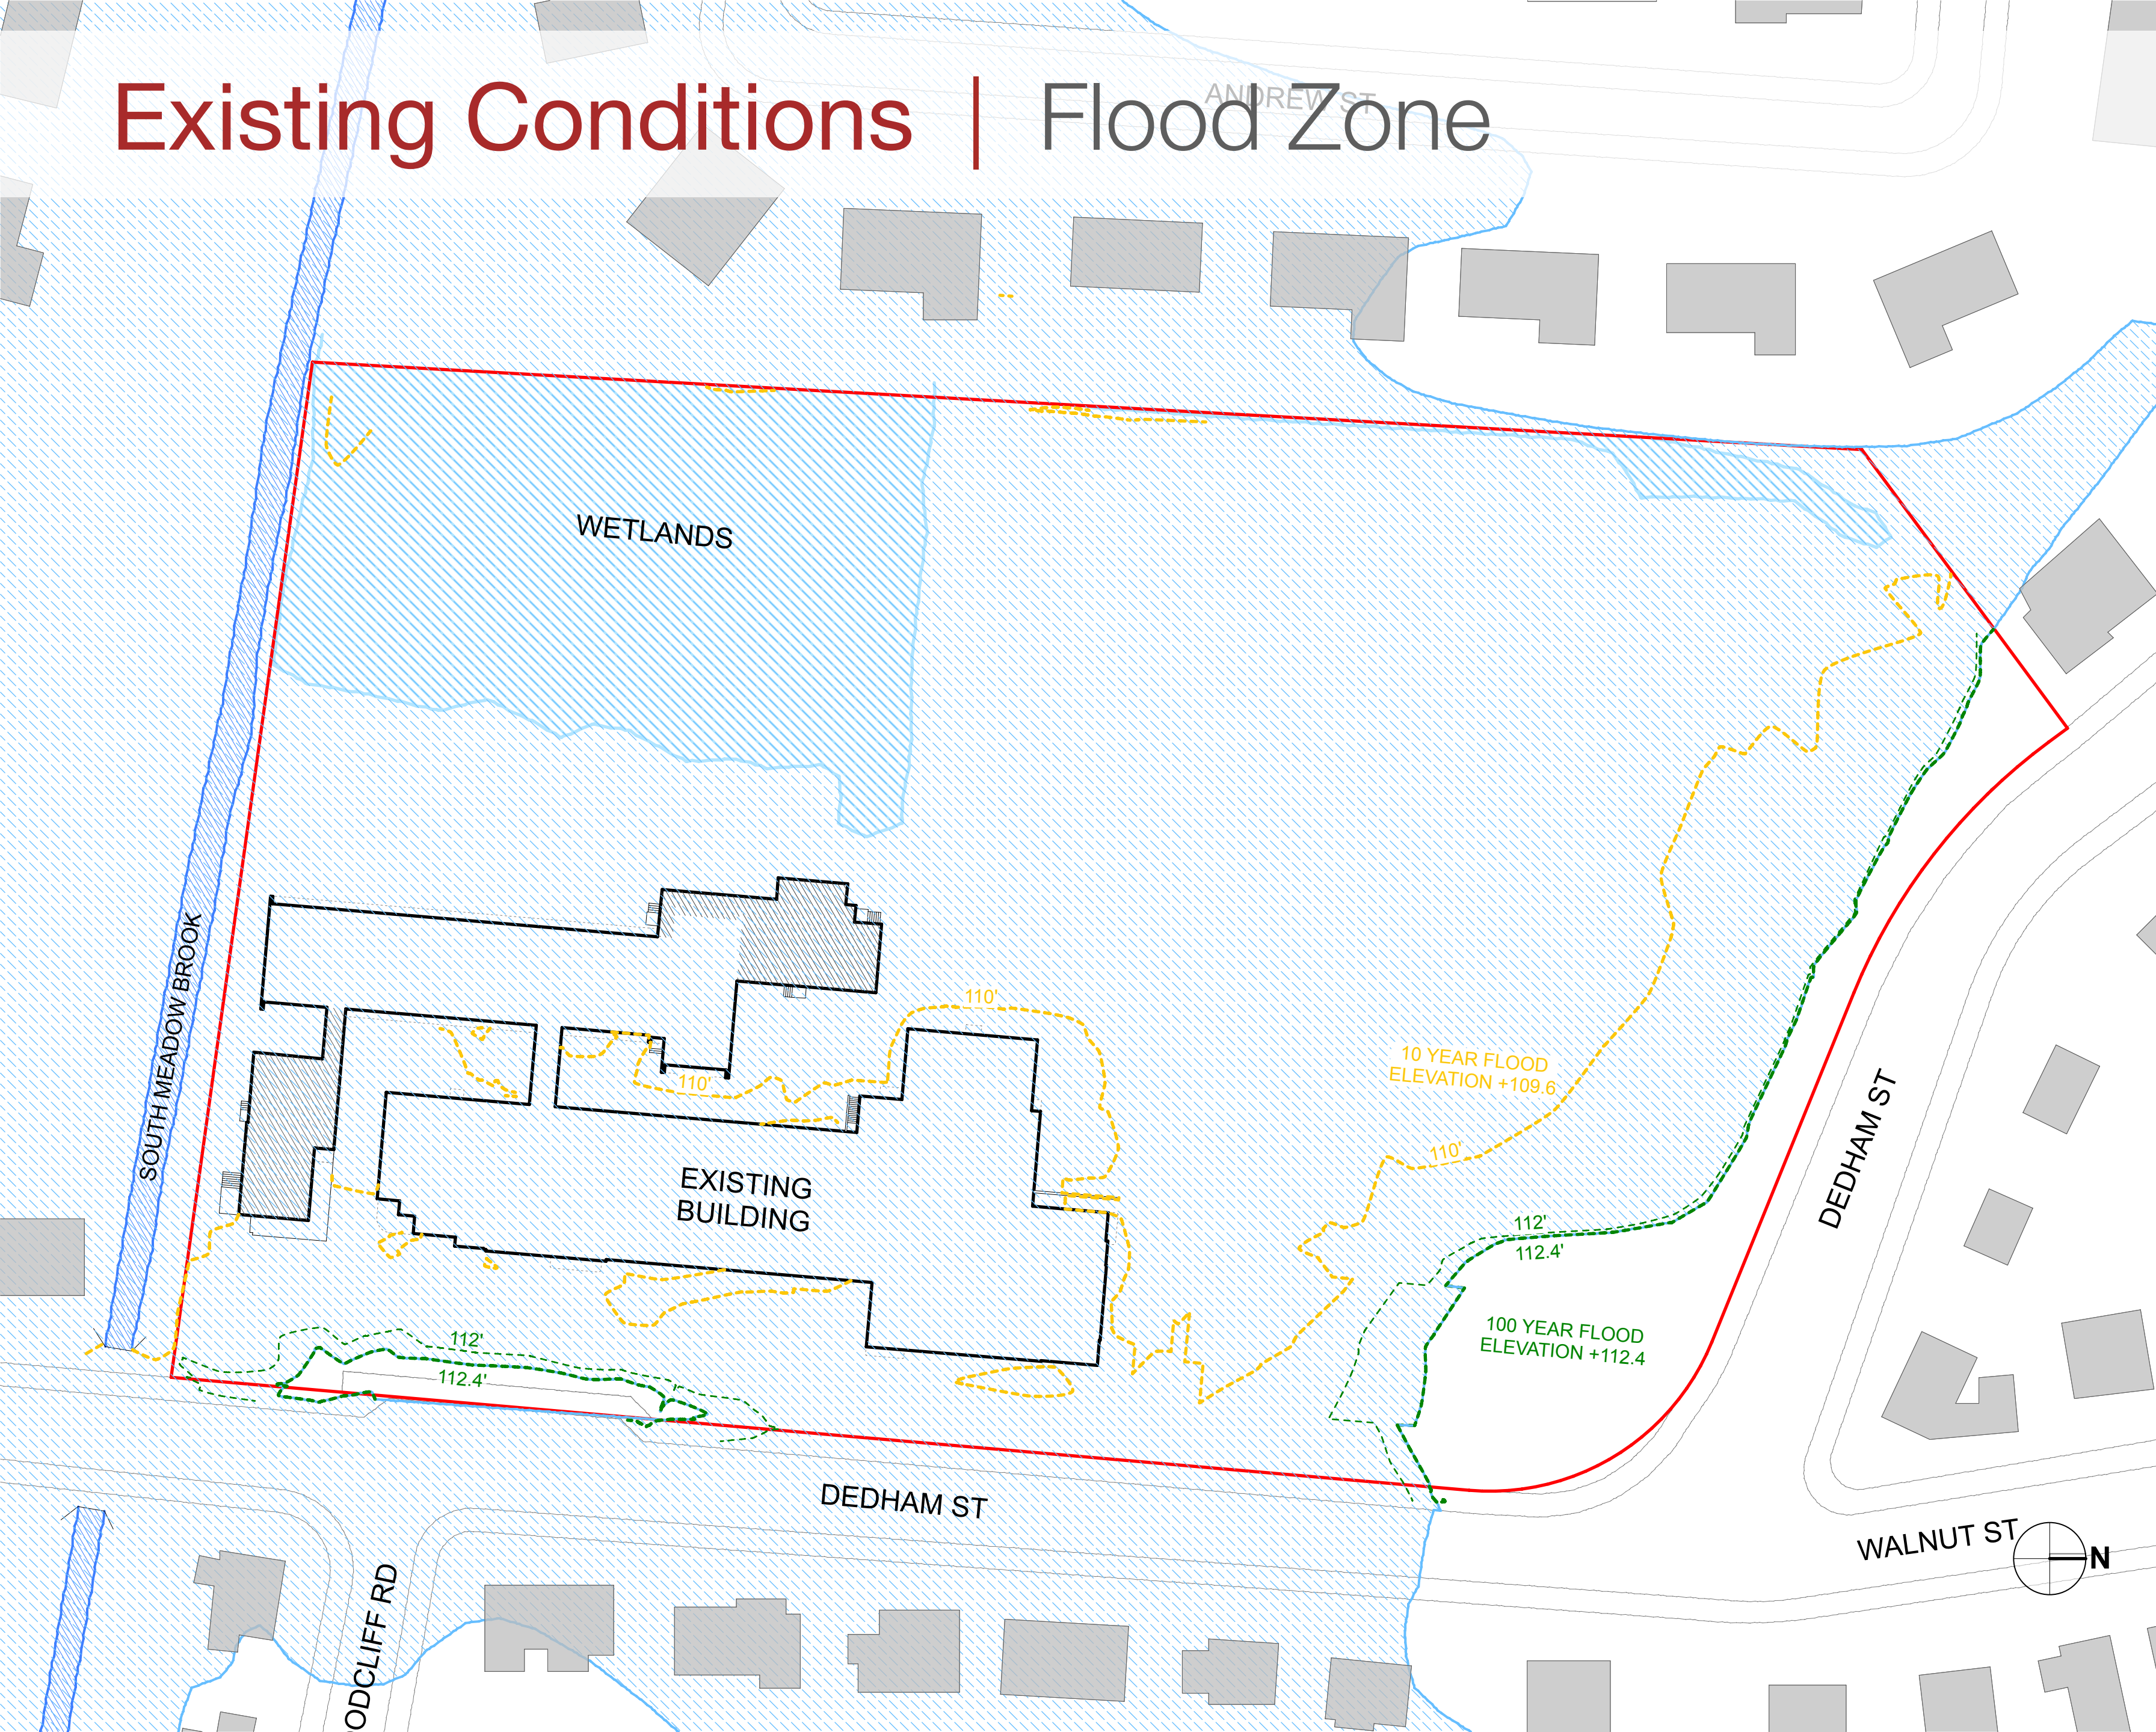 Existing Conditions | Flood Zone
ANDREW ST
WETLANDS
SOUTH MEADOW BROOK
110'
110'
10 YEAR FLOOD
ELEVATION +109.6
110'
EXISTING
BUILDING
DEDHAM ST
112'
112.4'
100 YEAR FLOOD
ELEVATION +112.4
112'
112.4'
DEDHAM ST
WALNUT ST
N
ODCLIFF RD